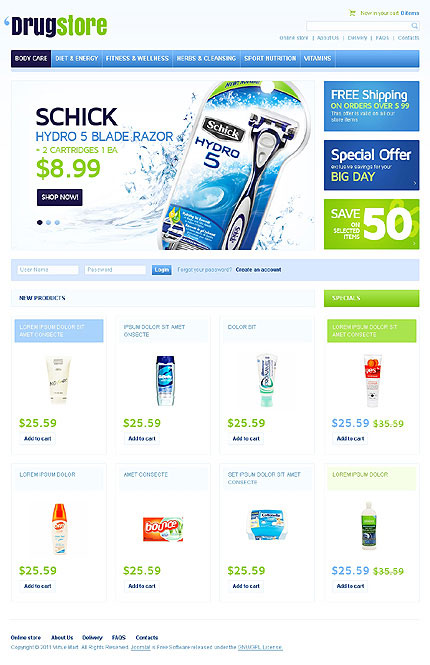 DrugStore
Now in your cart 0 items
Online store | About Us | Delivery | FAQS | Contacts
BODY CARE DIET & ENERGY FITNESS & WELLNESS HERBS & CLEANSING SPORT NUTRITION VITAMINS
SCHICK
HYDRO 5 BLADE RAZOR
+ 2 CARTRIDGES 1 EA
$8.99
SHOP NOW!
Schick
HYDRO
5
FREE Shipping
ON ORDERS OVER $ 99
This offer is valid on all our
store items
Special Offer
exclusive savings for your
BIG DAY
SAVE
ON
SELECTED
ITEMS
50%
User Name Password Login Forgot your password? Create an account
NEW PRODUCTS
SPECIALS
LOREM IPSUM DOLOR SIT
AMET CONSECTE
IPSUM DOLOR SIT AMET
CONSECTE
DOLOR SIT
LOREM IPSUM DOLOR SIT
AMET CONSECTE
yes
$25.59 $25.59 $25.59 $25.59 $35.59
Add to cart Add to cart Add to cart Add to cart
LOREM IPSUM DOLOR
AMET CONSECTE
SET IPSUM DOLOR SIT AMET
CONSECTE
LOREM IPSUM DOLOR
OFF!
bounce
$25.59 $25.59 $25.59 $25.59 $35.59
Add to cart Add to cart Add to cart Add to cart
Online store About Us Delivery FAQS Contacts
Copyright © 2011 Virtue Mart. All Rights Reserved. Joomla! is Free Software released under the GNU/GPL License.